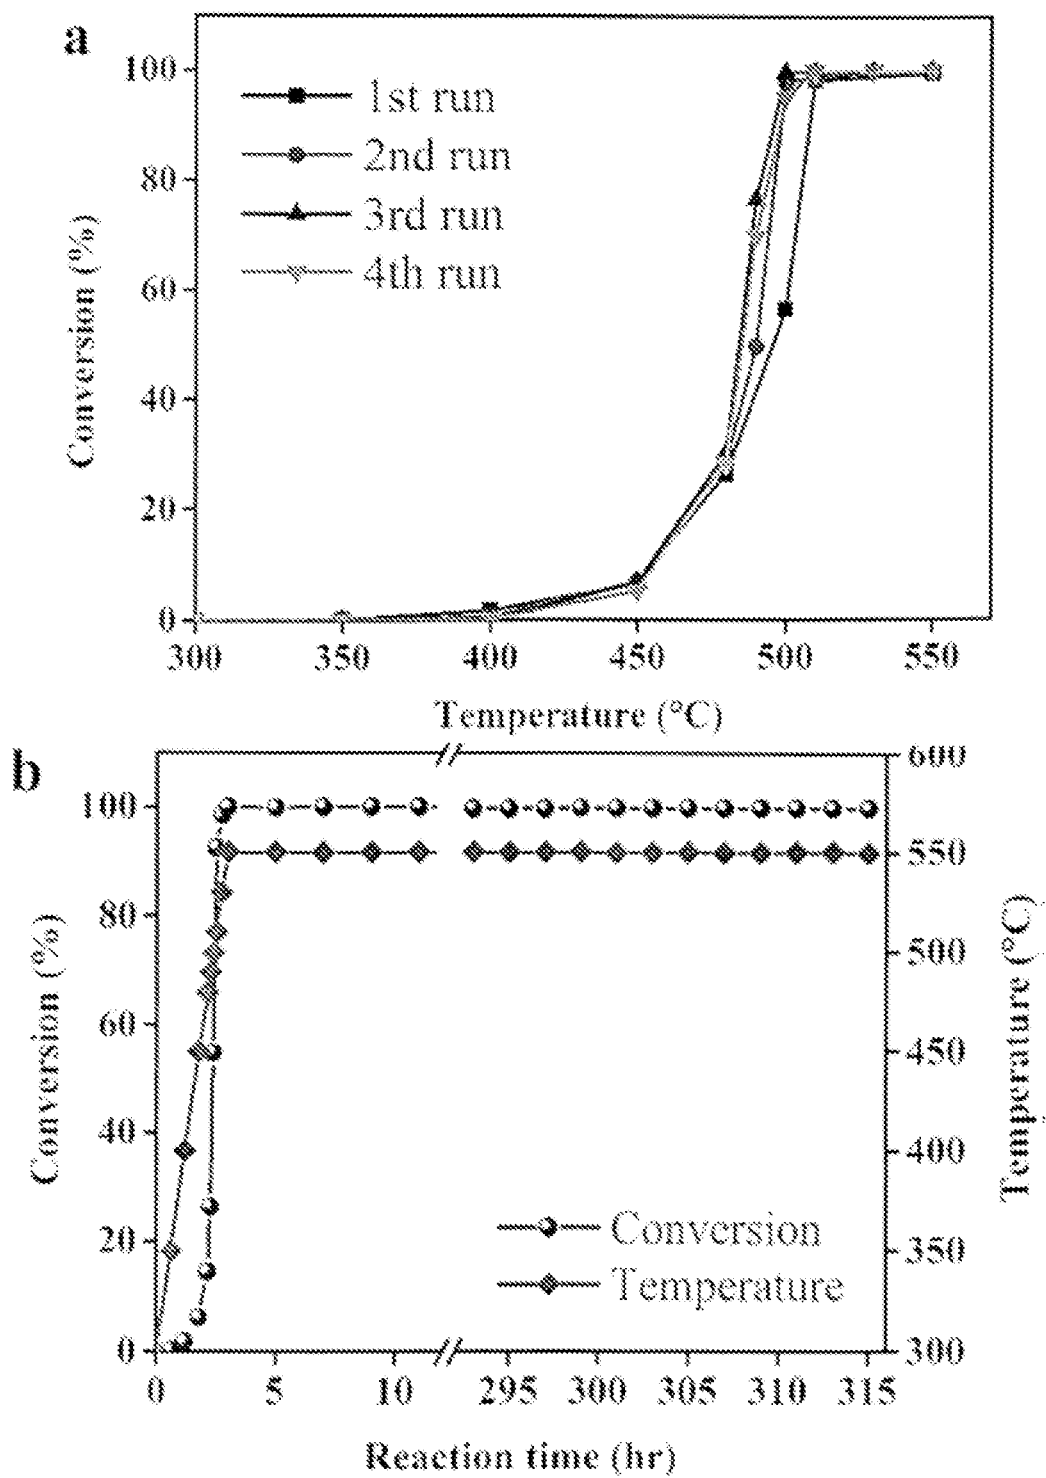 a
100
80
60
40
20
0
Conversion (%)
1st run
2nd run
3rd run
4th run
300 350 400 450 500 550
Temperature (°C)
b
100
80
60
40
20
0
Conversion (%)
600
550
500
450
400
350
300
Temperature (°C)
Conversion
Temperature
0 5 10 295 300 305 310 315
Reaction time (hr)